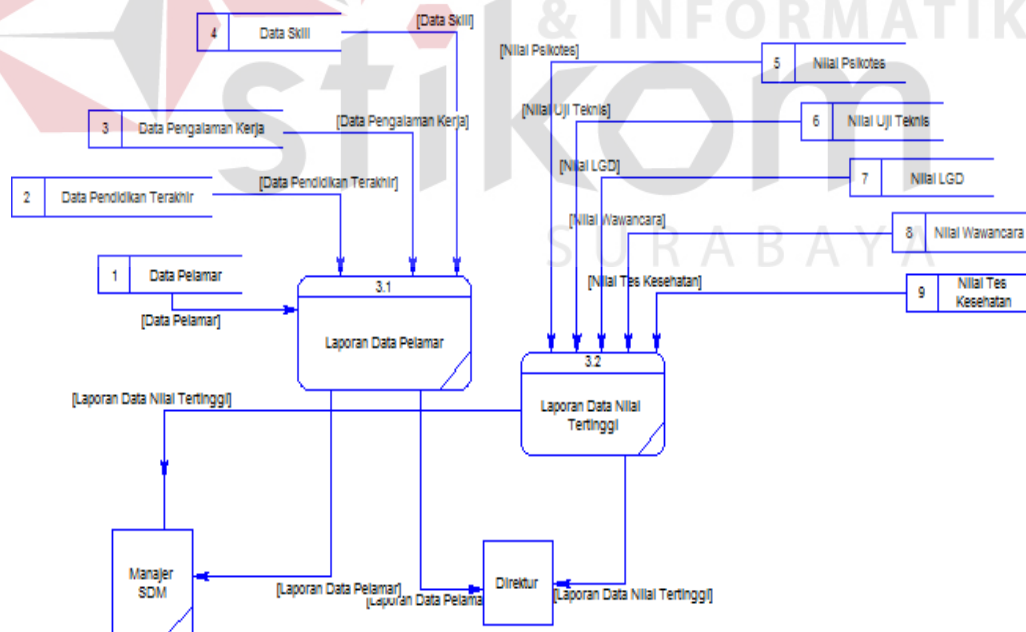 & INFORMATIK
stikom
SURABAYA
4 Data Skill
[Data Skill]
[Nilai Psikotes]
5 Nilai Psikotes
3 Data Pengalaman Kerja
[Data Pengalaman Kerja]
[Nilai Uji Teknis]
6 Nilai Uji Teknis
[Nilai LGD]
7 Nilai LGD
2 Data Pendidikan Terakhir
[Data Pendidikan Terakhir]
[Nilai Wawancara]
8 Nilai Wawancara
1 Data Pelamar
[Data Pelamar]
[Nilai Tes Kesehatan]
9 Nilai Tes
Kesehatan
3.1
Laporan Data Pelamar
3.2
Laporan Data Nilai
Tertinggi
[Laporan Data Nilai Tertinggi]
Manajer
SDM
[Laporan Data Pelamar]
[Laporan Data Pelama
Direktur
[Laporan Data Nilai Tertinggi]